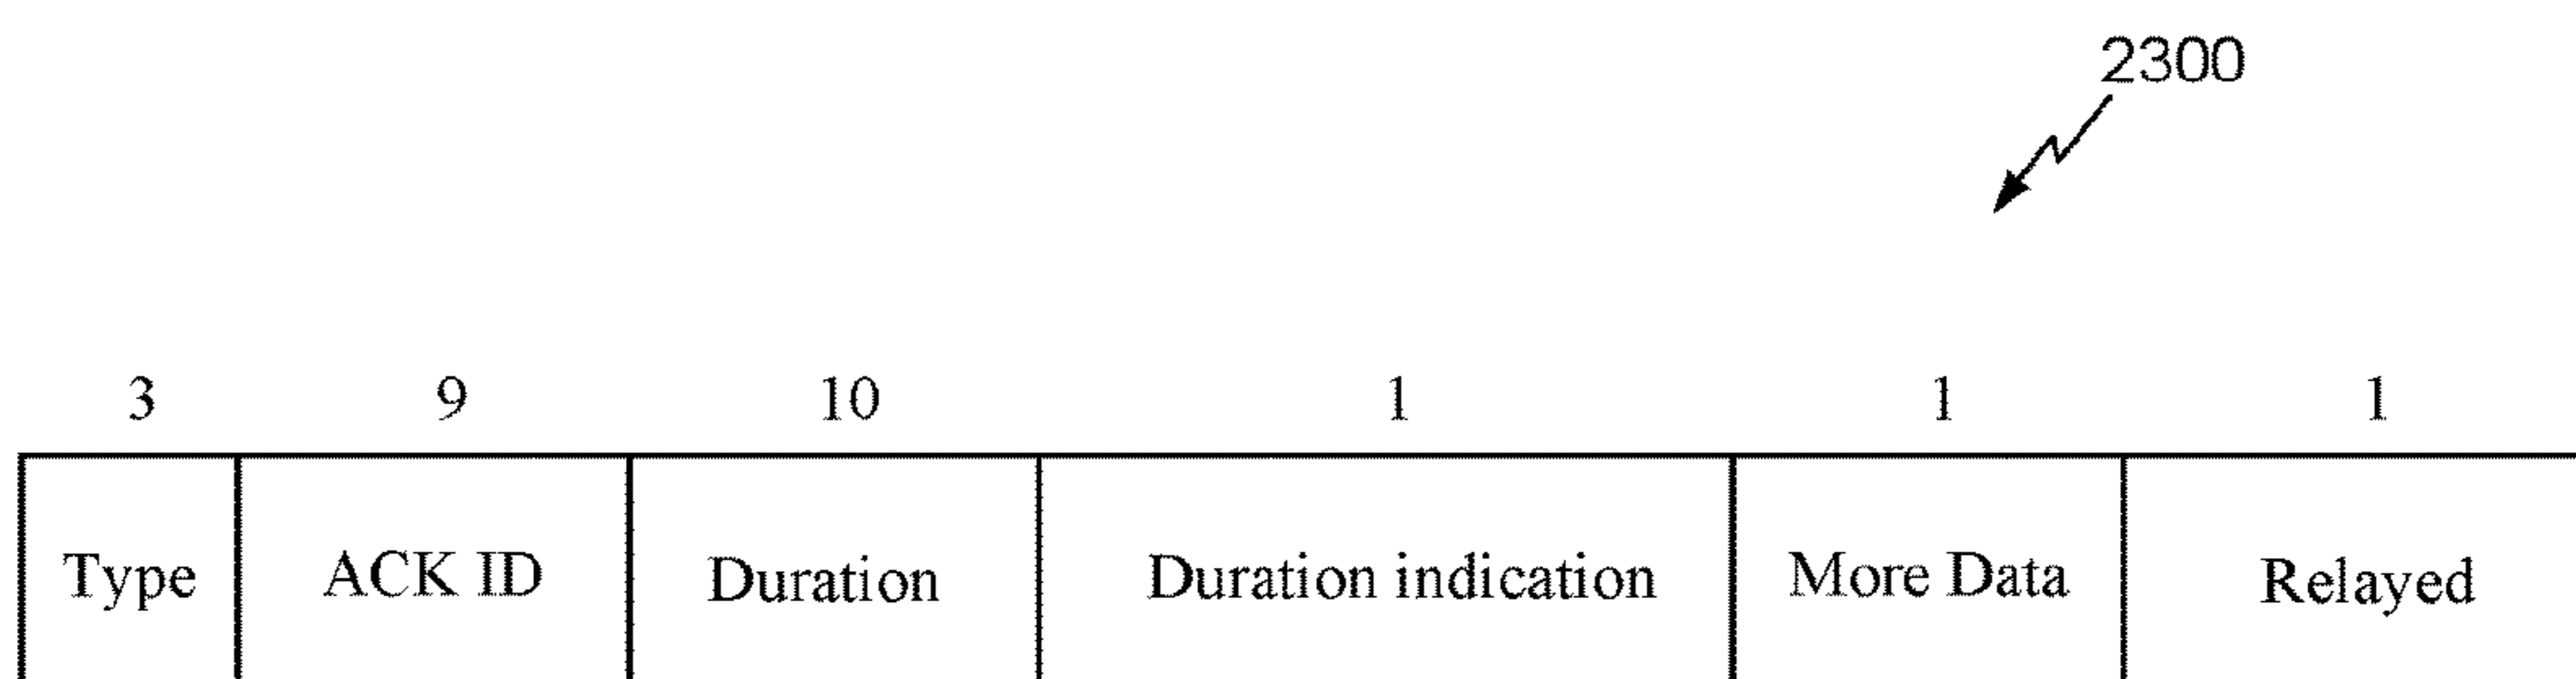 2300
3 9 10 1 1 1
Type ACK ID Duration Duration indication More Data Relayed